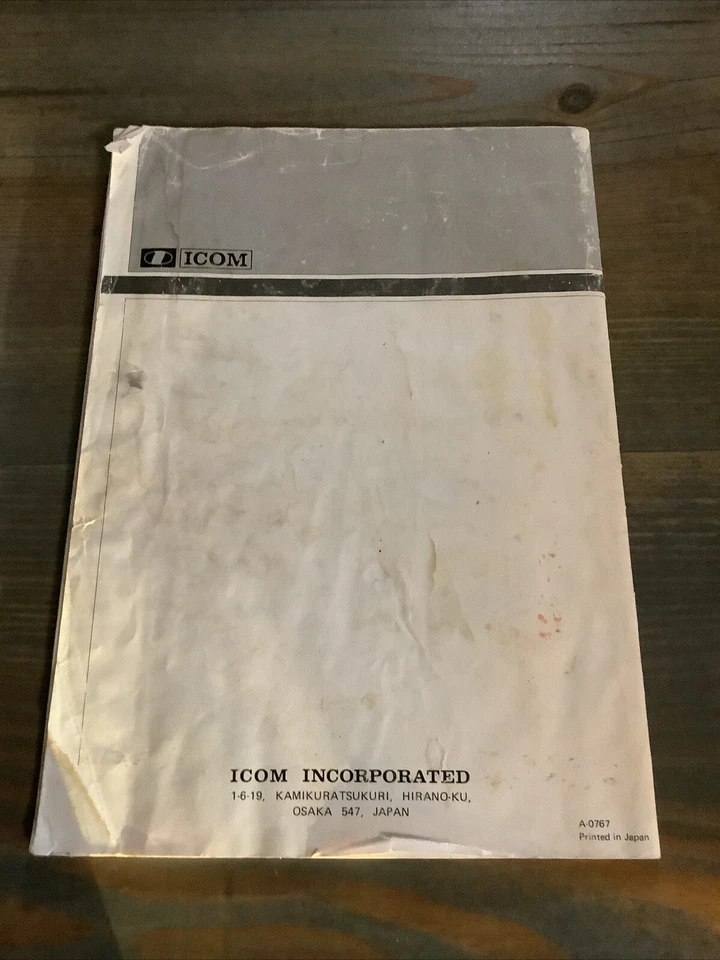 ICOM
ICOM INCORPORATED
1-6-19, KAMIKURATSUKURI, HIRANO-KU,
OSAKA 547, JAPAN
A-0767
Printed in Japan